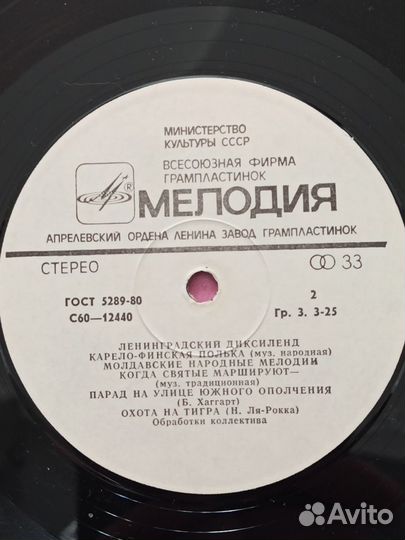 МИНИСТЕРСТВО
КУЛЬТУРЫ СССР
ВСЕСОЮЗНАЯ ФИРМА
ГРАМПЛАСТИНОК
R
МЕЛОДИЯ
АПРЕЛЕВСКИЙ ОРДЕНА ЛЕНИНА ЗАВОД ГРАМПЛАСТИНОК
СТЕРЕО 33
ГОСТ 5289-80 2
С60—12440 Гр. 3. 3-25
ЛЕНИНГРАДСКИЙ ДИКСИЛЕНД
КАРЕЛО-ФИНСКАЯ ПОЛЬКА (муз. народная)
МОЛДАВСКИЕ НАРОДНЫЕ МЕЛОДИИ
КОГДА СВЯТЫЕ МАРШИРУЮТ—
(муз. традиционная)
ПАРАД НА УЛИЦЕ ЮЖНОГО ОПОЛЧЕНИЯ
(Б. Хаггарт)
ОХОТА НА ТИГРА (Н. Ля-Рокка)
Обработки коллектива
Avito